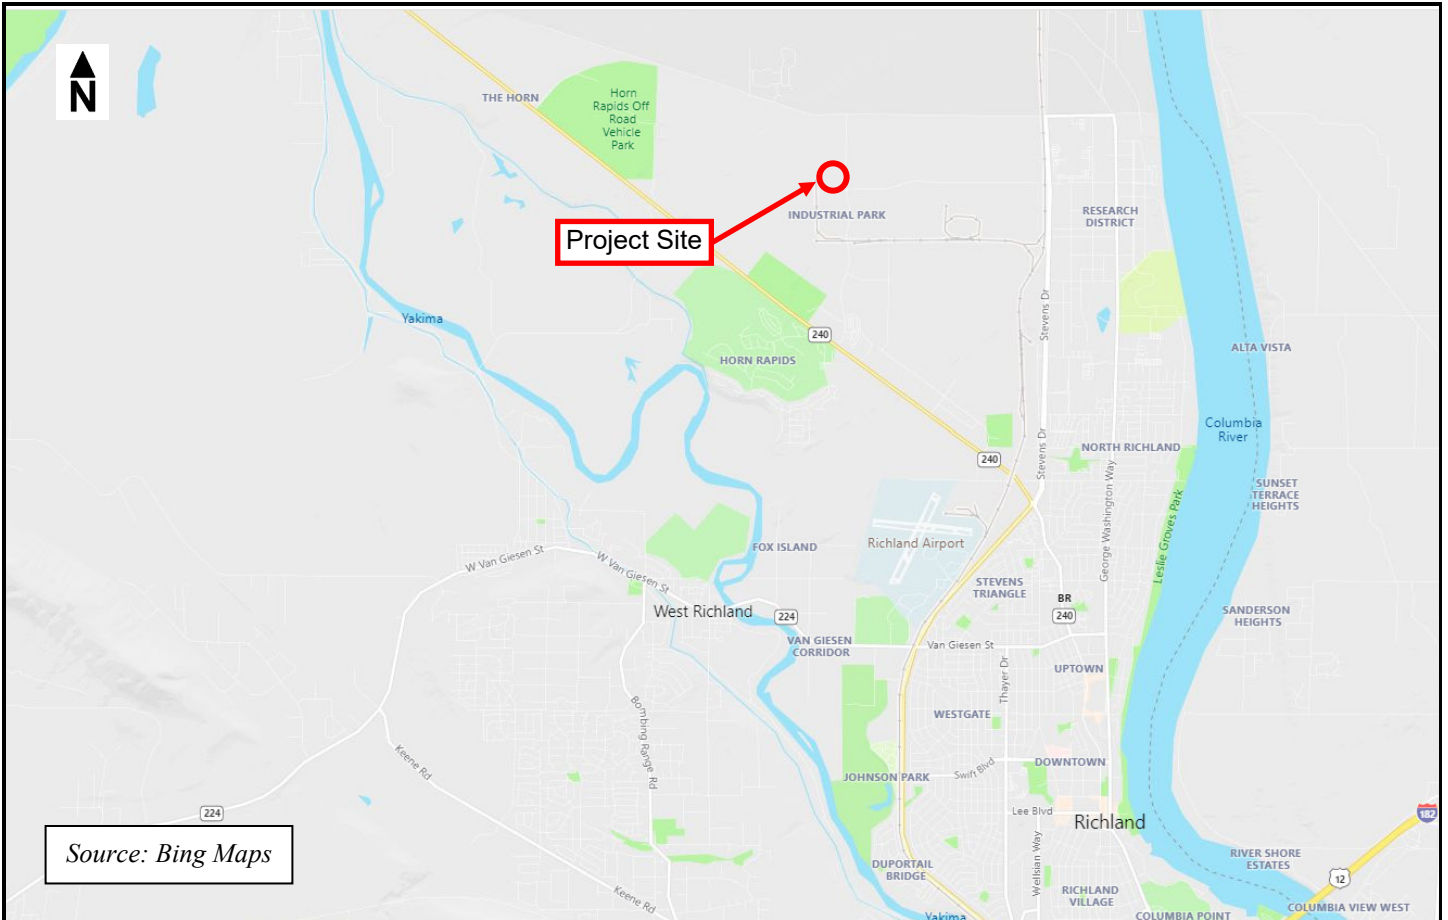 N
THE HORN
Horn
Rapids Off
Road
Vehicle
Park
INDUSTRIAL PARK
RESEARCH
DISTRICT
Project Site
Yakima
Stevens Dr
240
ALTA VISTA
HORN RAPIDS
Columbia
River
240
Stevens Dr
NORTH RICHLAND
George Washington Way
Leslie Groves Park
SUNSET
TERRACE
HEIGHTS
Richland Airport
FOX ISLAND
W Van Giesen St
W Van Giesen St
STEVENS
TRIANGLE
BR
240
SANDERSON
HEIGHTS
West Richland
224
VAN GIESEN
CORRIDOR
Van Giesen St
UPTOWN
Thayer Dr
WESTGATE
Bombing Range Rd
Keene Rd
JOHNSON PARK
Swift Blvd
DOWNTOWN
224
Lee Blvd
Richland
182
Source: Bing Maps
Wellsian Way
DUPORTAIL
BRIDGE
RIVER SHORE
ESTATES
12
Keene Rd
RICHLAND
VILLAGE
Yakima
COLUMBIA POINT
COLUMBIA VIEW WEST